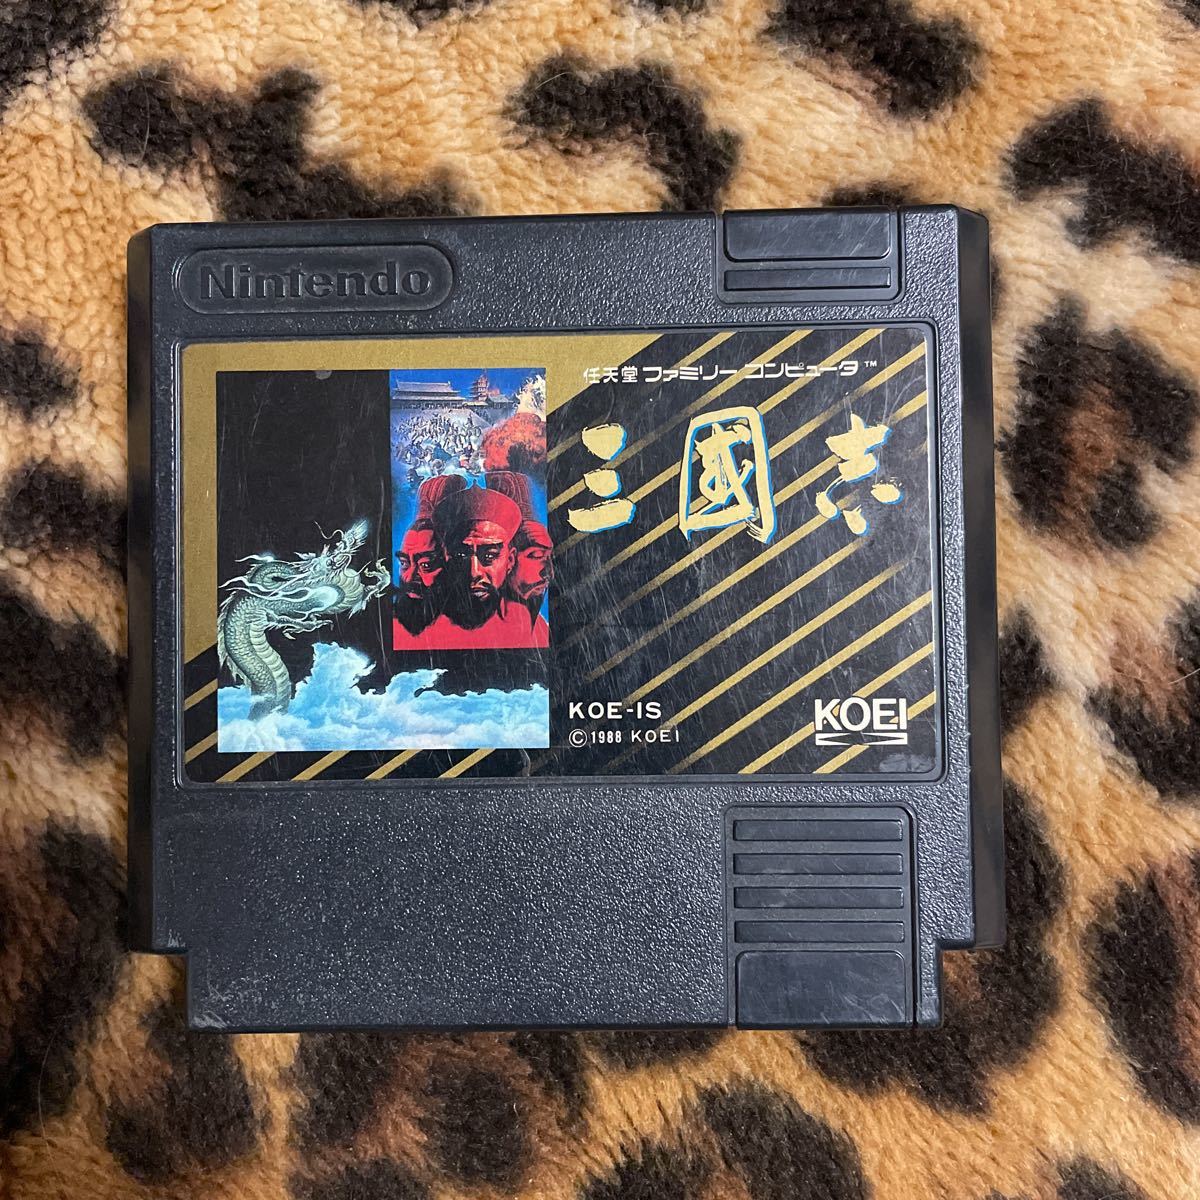 Nintendo
任天堂 ファミリー コンピュータ™
三國志
KOE-IS
©1988 KOEI
KOEI